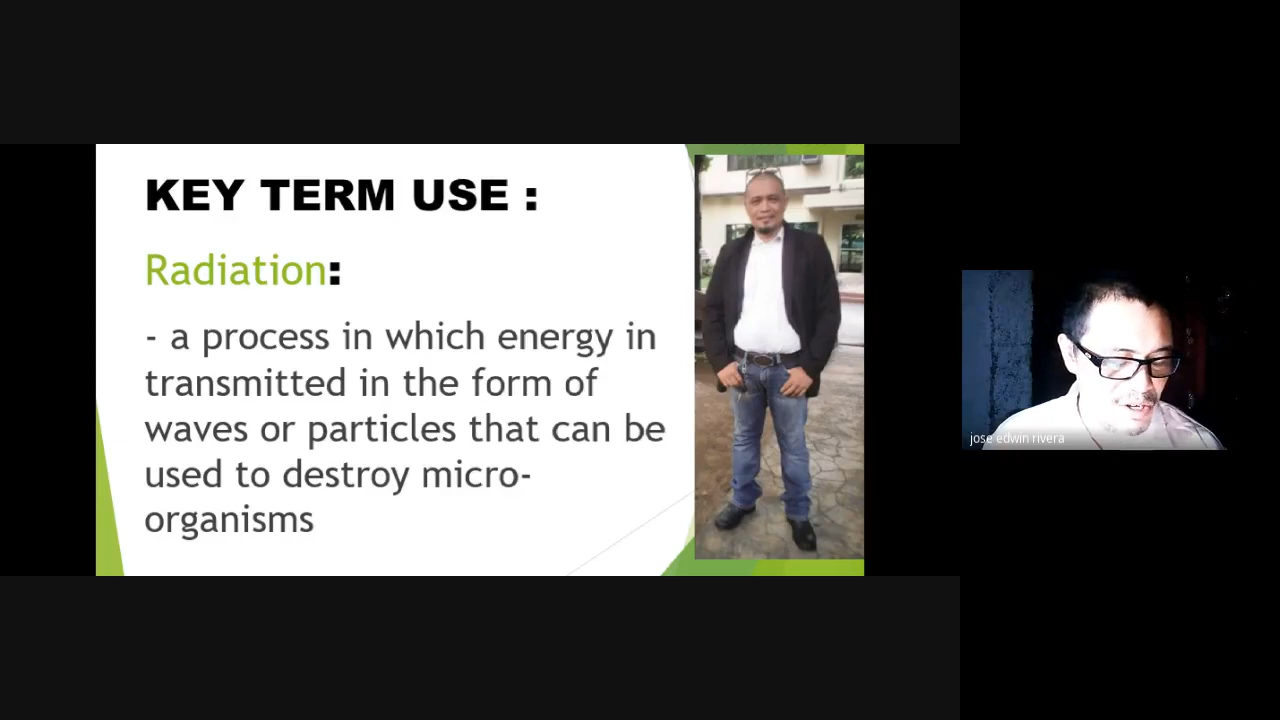 KEY TERM USE :
Radiation:
- a process in which energy in
transmitted in the form of
waves or particles that can be
used to destroy micro-
organisms
jose edwin rivera